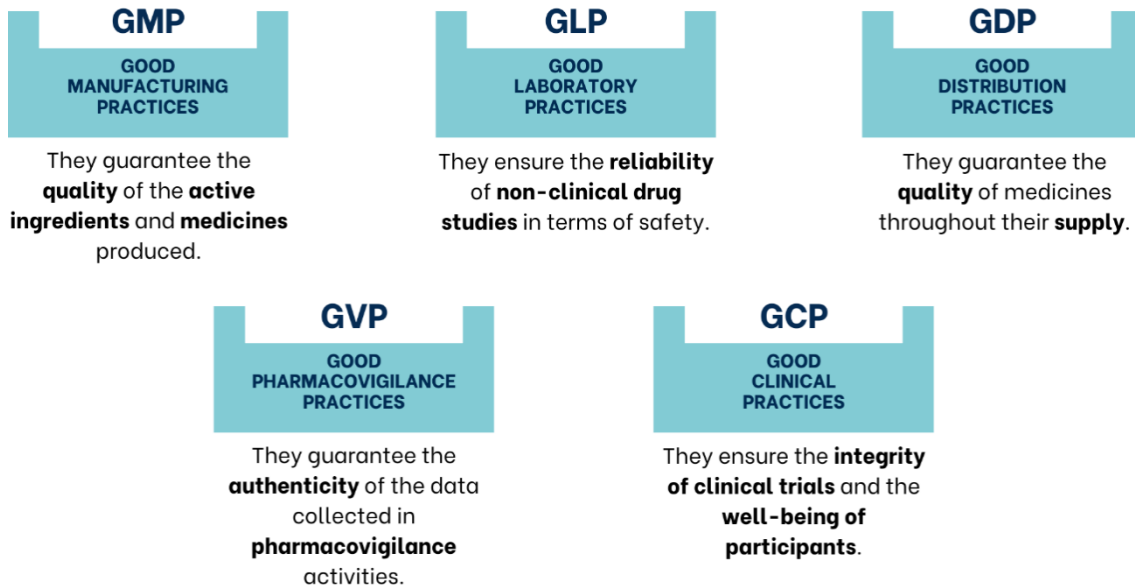 GMP
GOOD
MANUFACTURING
PRACTICES
They guarantee the
quality of the active
ingredients and medicines
produced.
GLP
GOOD
LABORATORY
PRACTICES
They ensure the reliability
of non-clinical drug
studies in terms of safety.
GDP
GOOD
DISTRIBUTION
PRACTICES
They guarantee the
quality of medicines
throughout their supply.
GVP
GOOD
PHARMACOVIGILANCE
PRACTICES
They guarantee the
authenticity of the data
collected in
pharmacovigilance
activities.
GCP
GOOD
CLINICAL
PRACTICES
They ensure the integrity
of clinical trials and the
well-being of
participants.